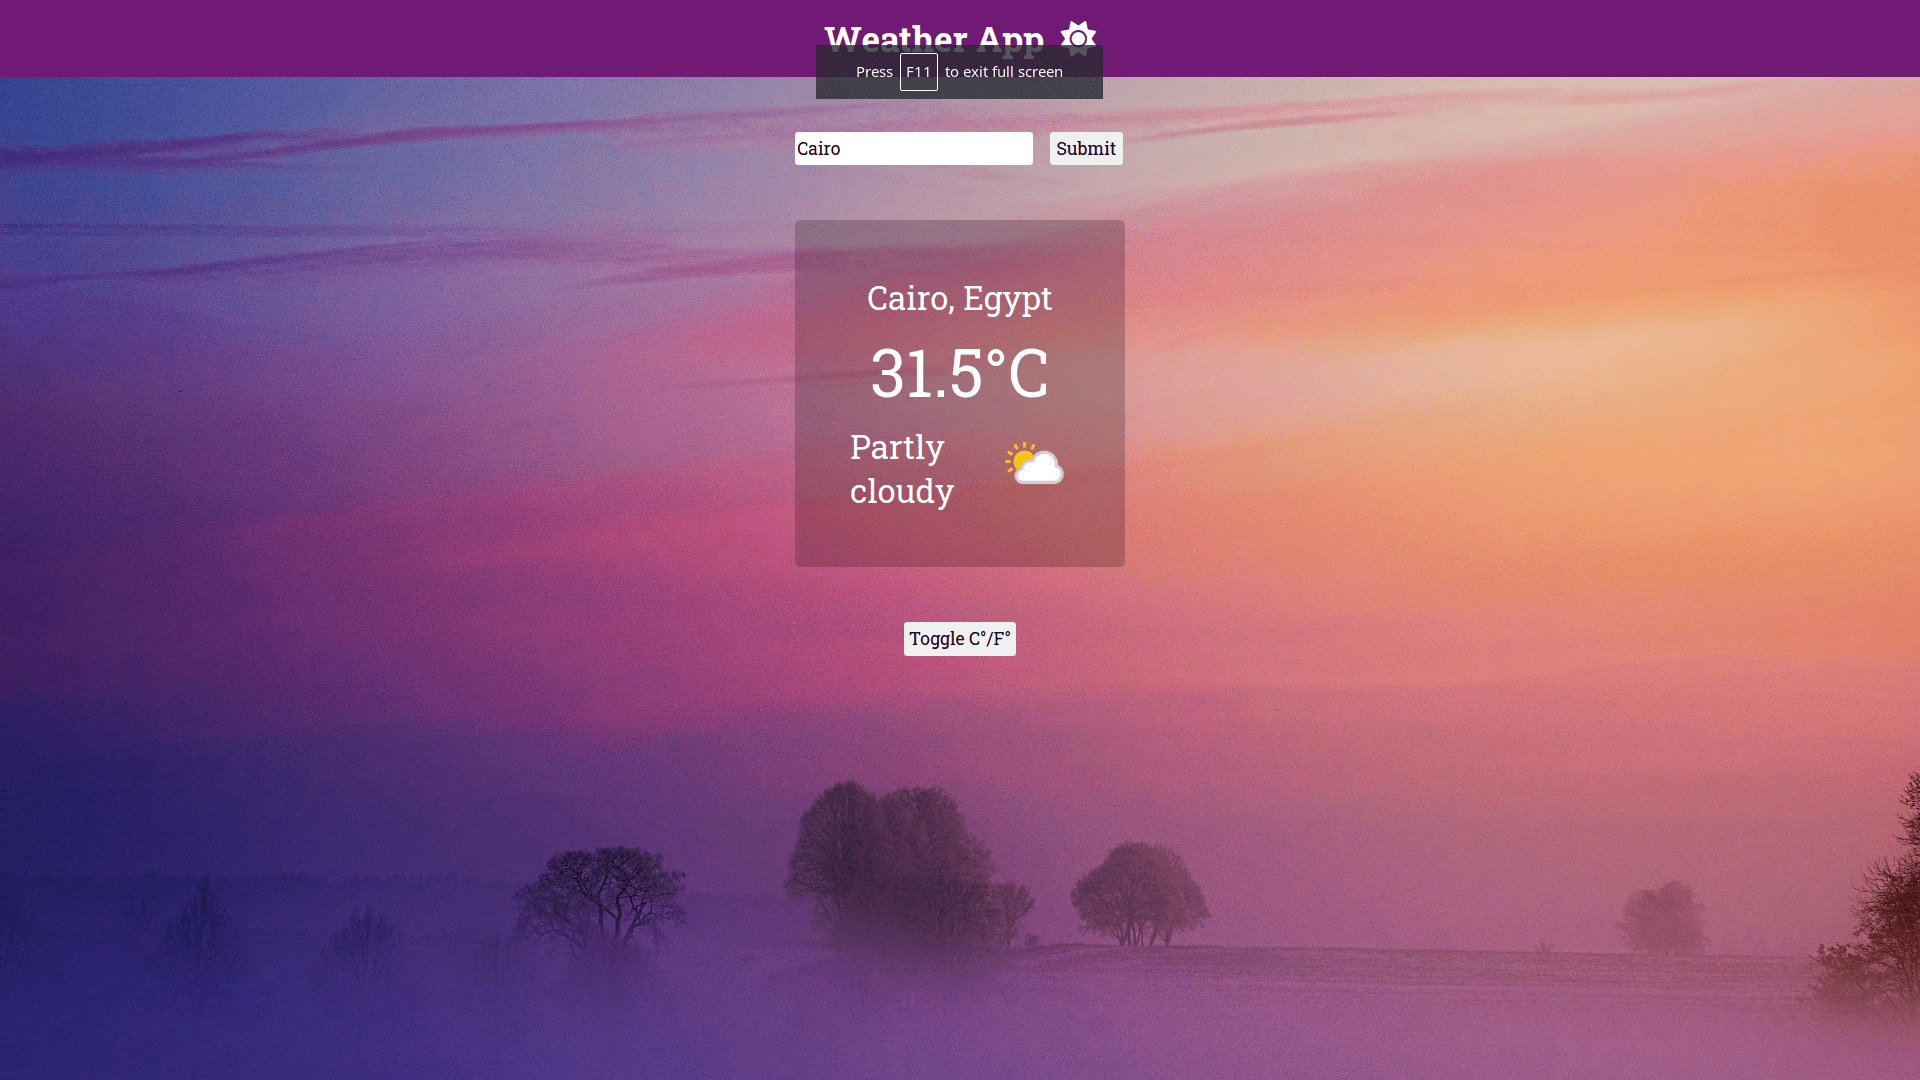 Weather App
Press F11 to exit full screen
Cairo
Submit
Cairo, Egypt
31.5°C
Partly
cloudy
Toggle C°/F°